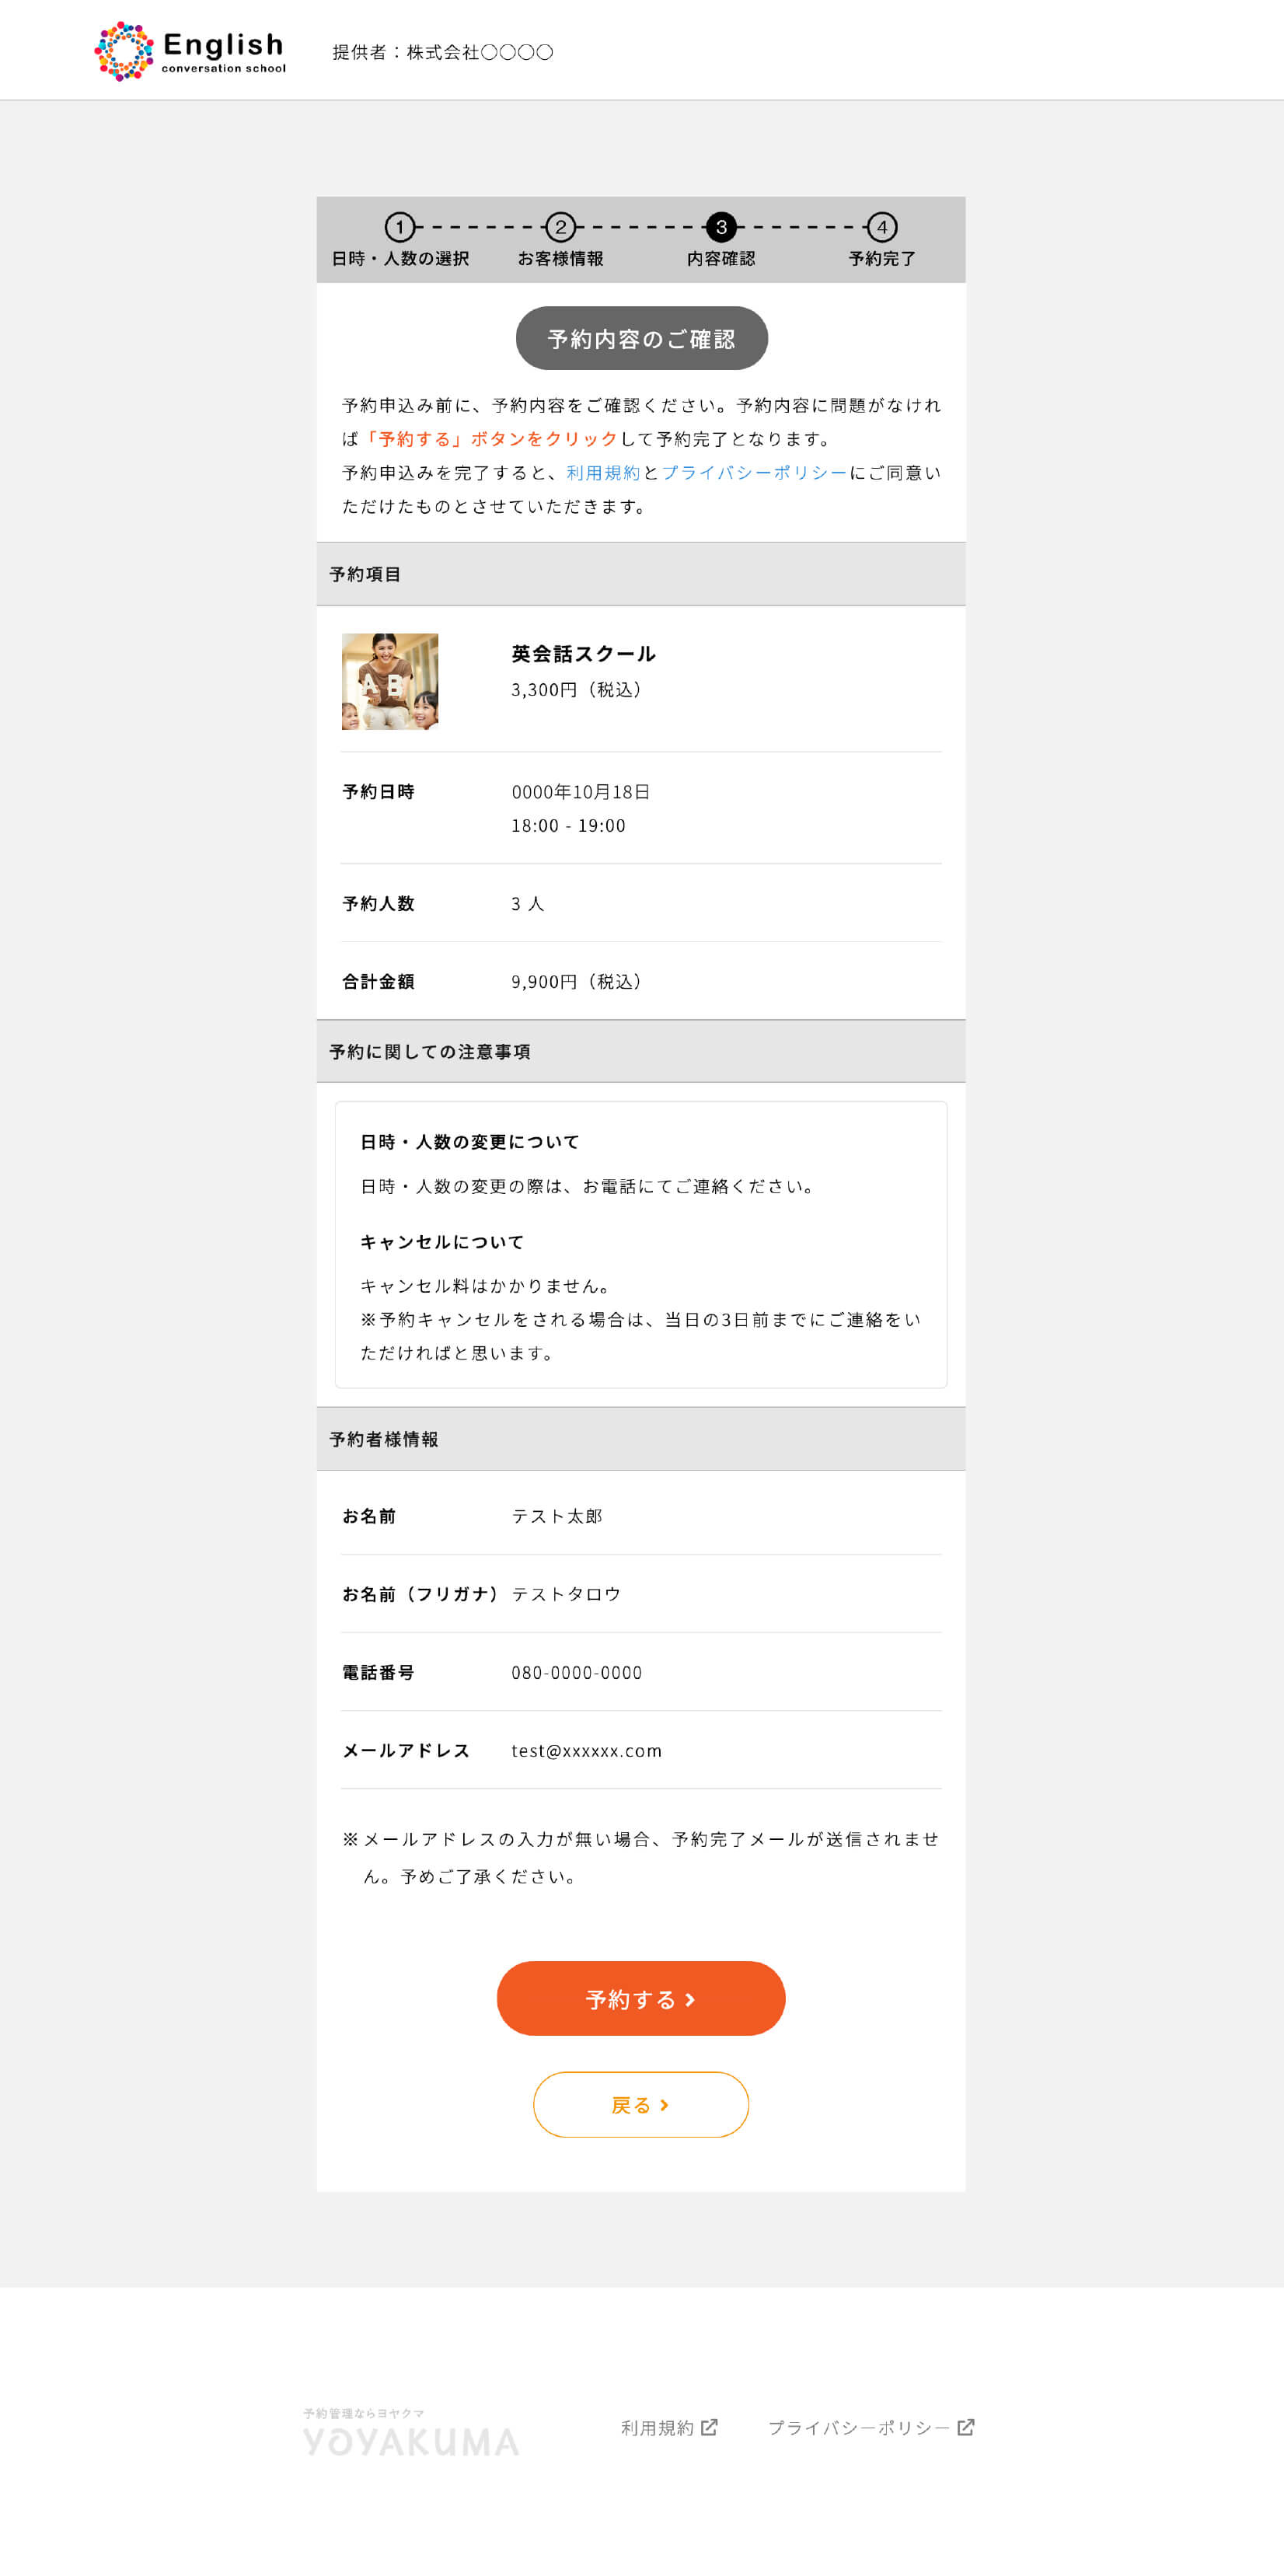 English
conversation school
提供者：株式会社〇〇〇〇
1 2 3 4
日時・人数の選択 お客様情報 内容確認 予約完了
予約内容のご確認
予約申込み前に、予約内容をご確認ください。予約内容に問題がなけれ
ば「予約する」ボタンをクリックして予約完了となります。
予約申込みを完了すると、利用規約とプライバシーポリシーにご同意い
ただけたものとさせていただきます。
予約項目
A B
英会話スクール
3,300円（税込）
予約日時 0000年10月18日
18:00 - 19:00
予約人数 3 人
合計金額 9,900円（税込）
予約に関しての注意事項
日時・人数の変更について
日時・人数の変更の際は、お電話にてご連絡ください。
キャンセルについて
キャンセル料はかかりません。
※予約キャンセルをされる場合は、当日の3日前までにご連絡をい
ただければと思います。
予約者様情報
お名前 テスト太郎
お名前（フリガナ） テストタロウ
電話番号 080-0000-0000
メールアドレス test@xxxxxx.com
※メールアドレスの入力が無い場合、予約完了メールが送信されませ
ん。予めご了承ください。
予約する
戻る
予約管理ならヨヤクマ
YOYAKUMA
利用規約 プライバシーポリシー